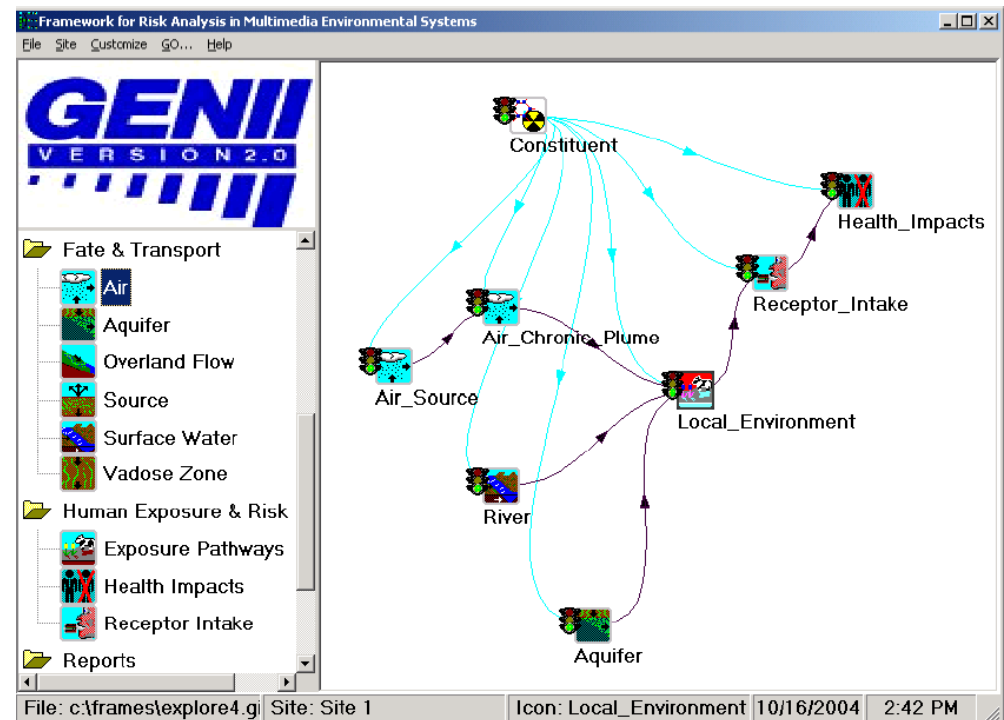 Framework for Risk Analysis in Multimedia Environmental Systems
File Site Customize GO... Help
GENII
VERSION 2.0
Fate & Transport
Air
Aquifer
Overland Flow
Source
Surface Water
Vadose Zone
Human Exposure & Risk
Exposure Pathways
Health Impacts
Receptor Intake
Reports
Constituent
Health_Impacts
Receptor_Intake
Air_Chronic_Plume
Air_Source
Local_Environment
River
Aquifer
File: c:\frames\explore4.gi Site: Site 1 Icon: Local_Environment 10/16/2004 2:42 PM